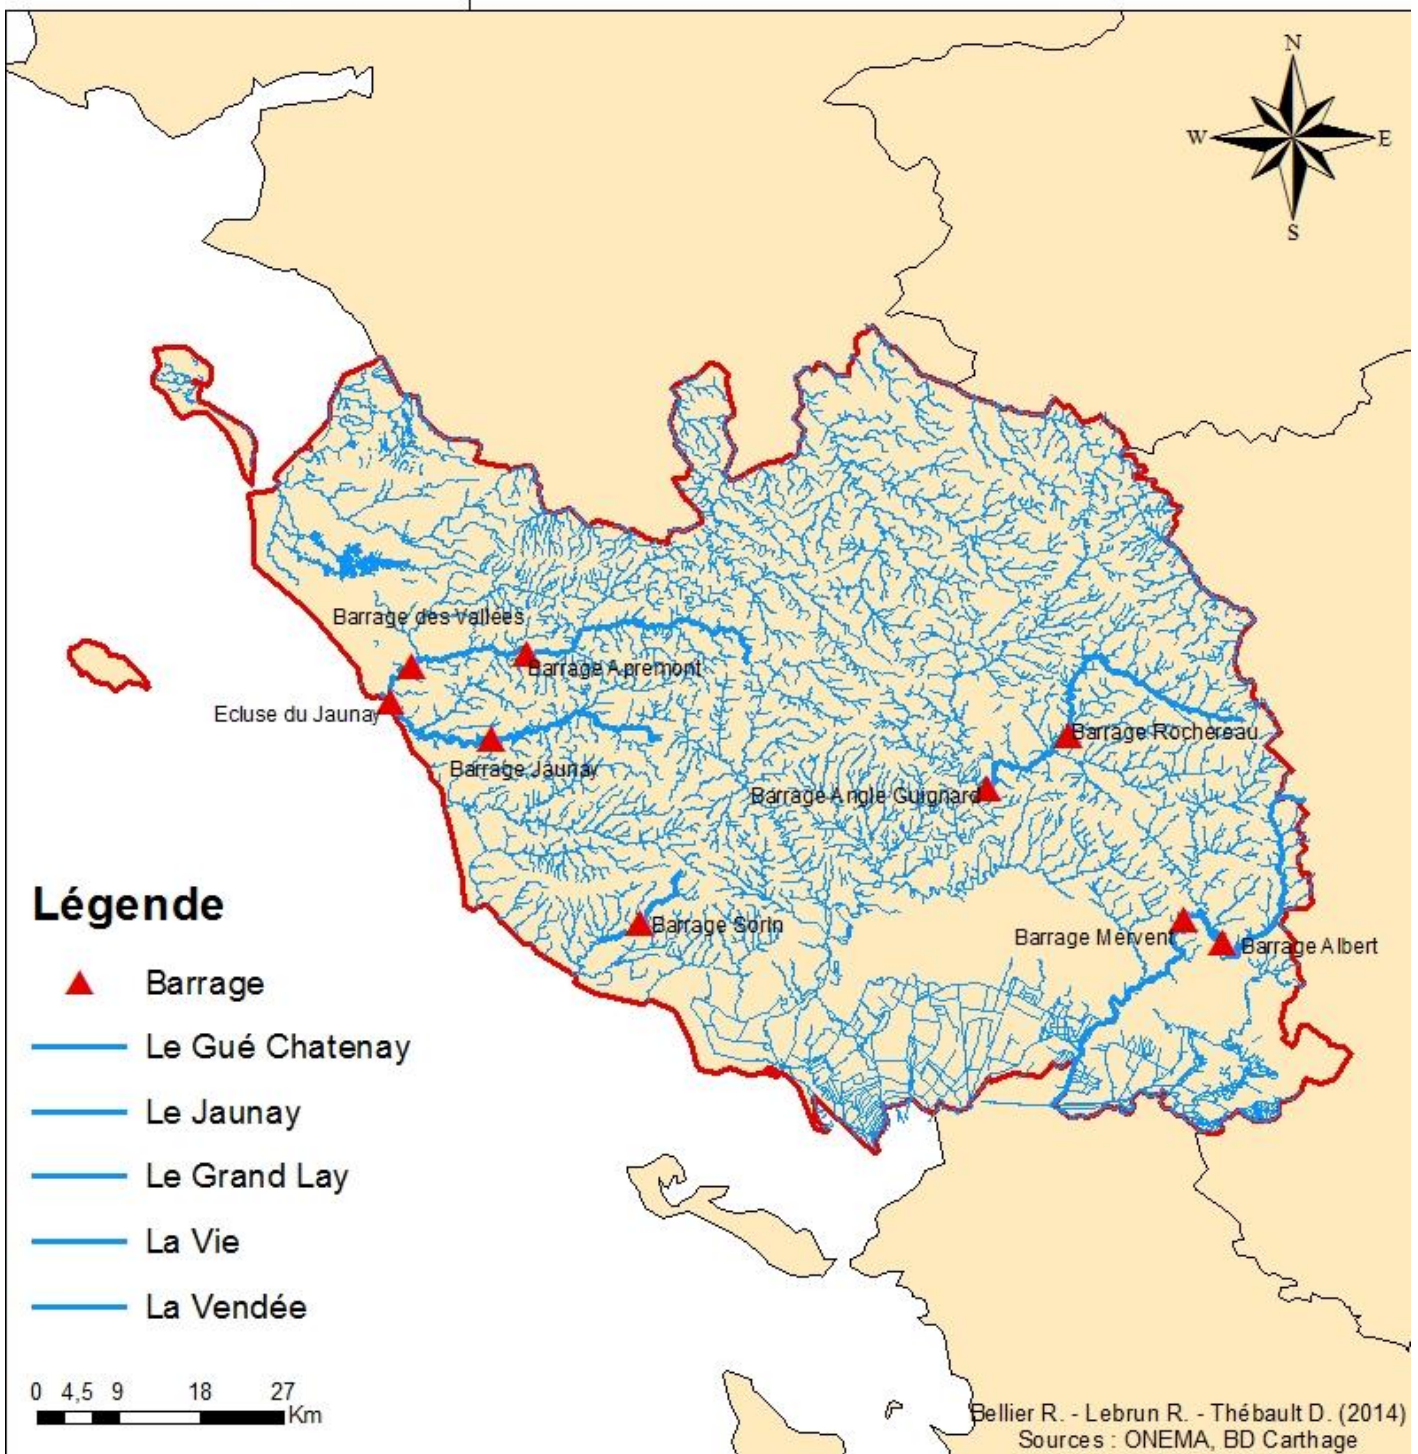 N
W
E
S
Barrage des Vallées
Barrage Apremont
Ecluse du Jaunay
Barrage Jaunay
Barrage Rochereau
Barrage Angle Guignard
Barrage Sorin
Barrage Mervent
Barrage Albert
Légende
Barrage
Le Gué Chatenay
Le Jaunay
Le Grand Lay
La Vie
La Vendée
0 4,5 9 18 27
Km
Bellier R. - Lebrun R. - Thébault D. (2014)
Sources : ONEMA, BD Carthage